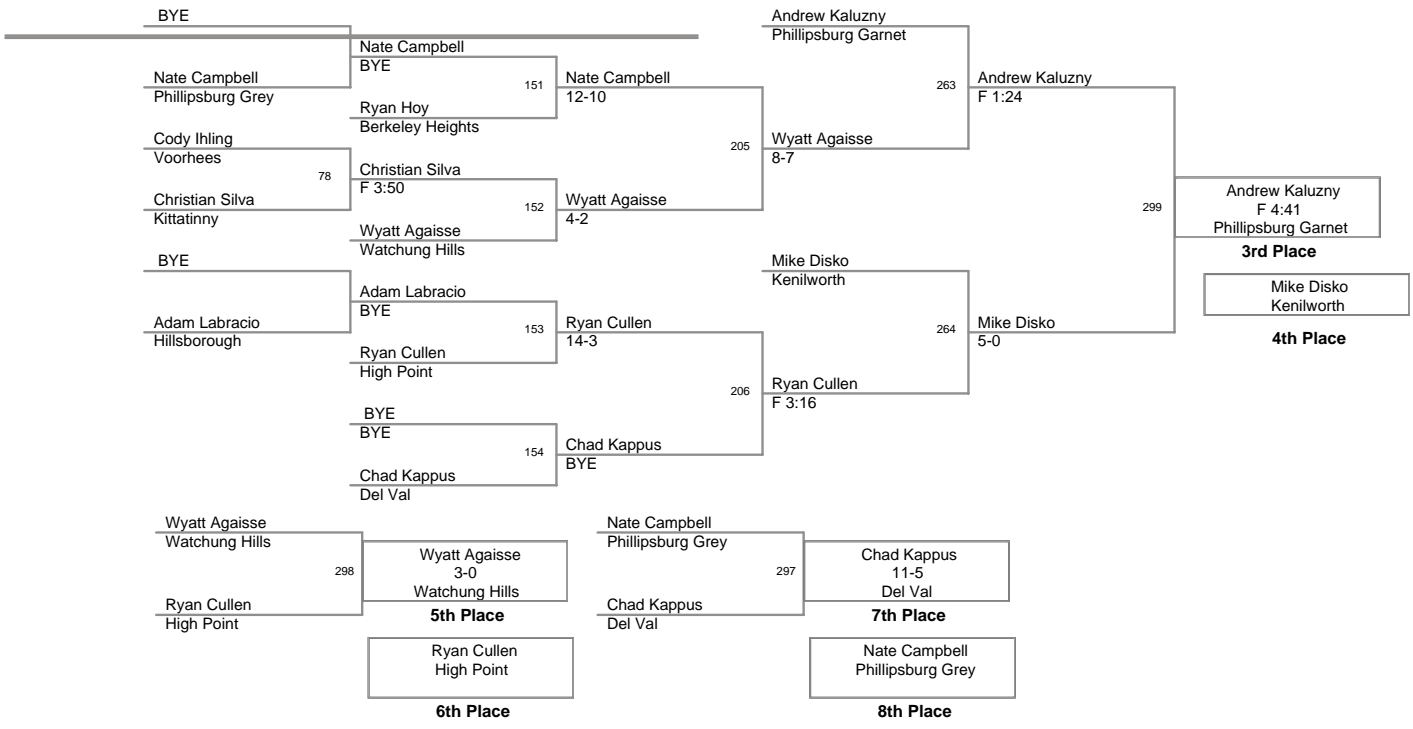 BYE
Nate Campbell
Phillipsburg Grey
Cody Ihling
Voorhees
78
Christian Silva
Kittatinny
BYE
Adam Labracio
Hillsborough
Nate Campbell
BYE
151
Ryan Hoy
Berkeley Heights
Christian Silva
F 3:50
152
Wyatt Agaisse
Watchung Hills
Adam Labracio
BYE
153
Ryan Cullen
High Point
BYE
BYE
154
Chad Kappus
Del Val
Nate Campbell
12-10
205
Wyatt Agaisse
4-2
Ryan Cullen
14-3
206
Chad Kappus
BYE
Andrew Kaluzny
Phillipsburg Garnet
263
Wyatt Agaisse
8-7
Mike Disko
Kenilworth
264
Ryan Cullen
F 3:16
Andrew Kaluzny
F 1:24
299
Mike Disko
5-0
Andrew Kaluzny
F 4:41
Phillipsburg Garnet
3rd Place
Mike Disko
Kenilworth
4th Place
Wyatt Agaisse
Watchung Hills
298
Ryan Cullen
High Point
Wyatt Agaisse
3-0
Watchung Hills
5th Place
Ryan Cullen
High Point
6th Place
Nate Campbell
Phillipsburg Grey
297
Chad Kappus
Del Val
Chad Kappus
11-5
Del Val
7th Place
Nate Campbell
Phillipsburg Grey
8th Place